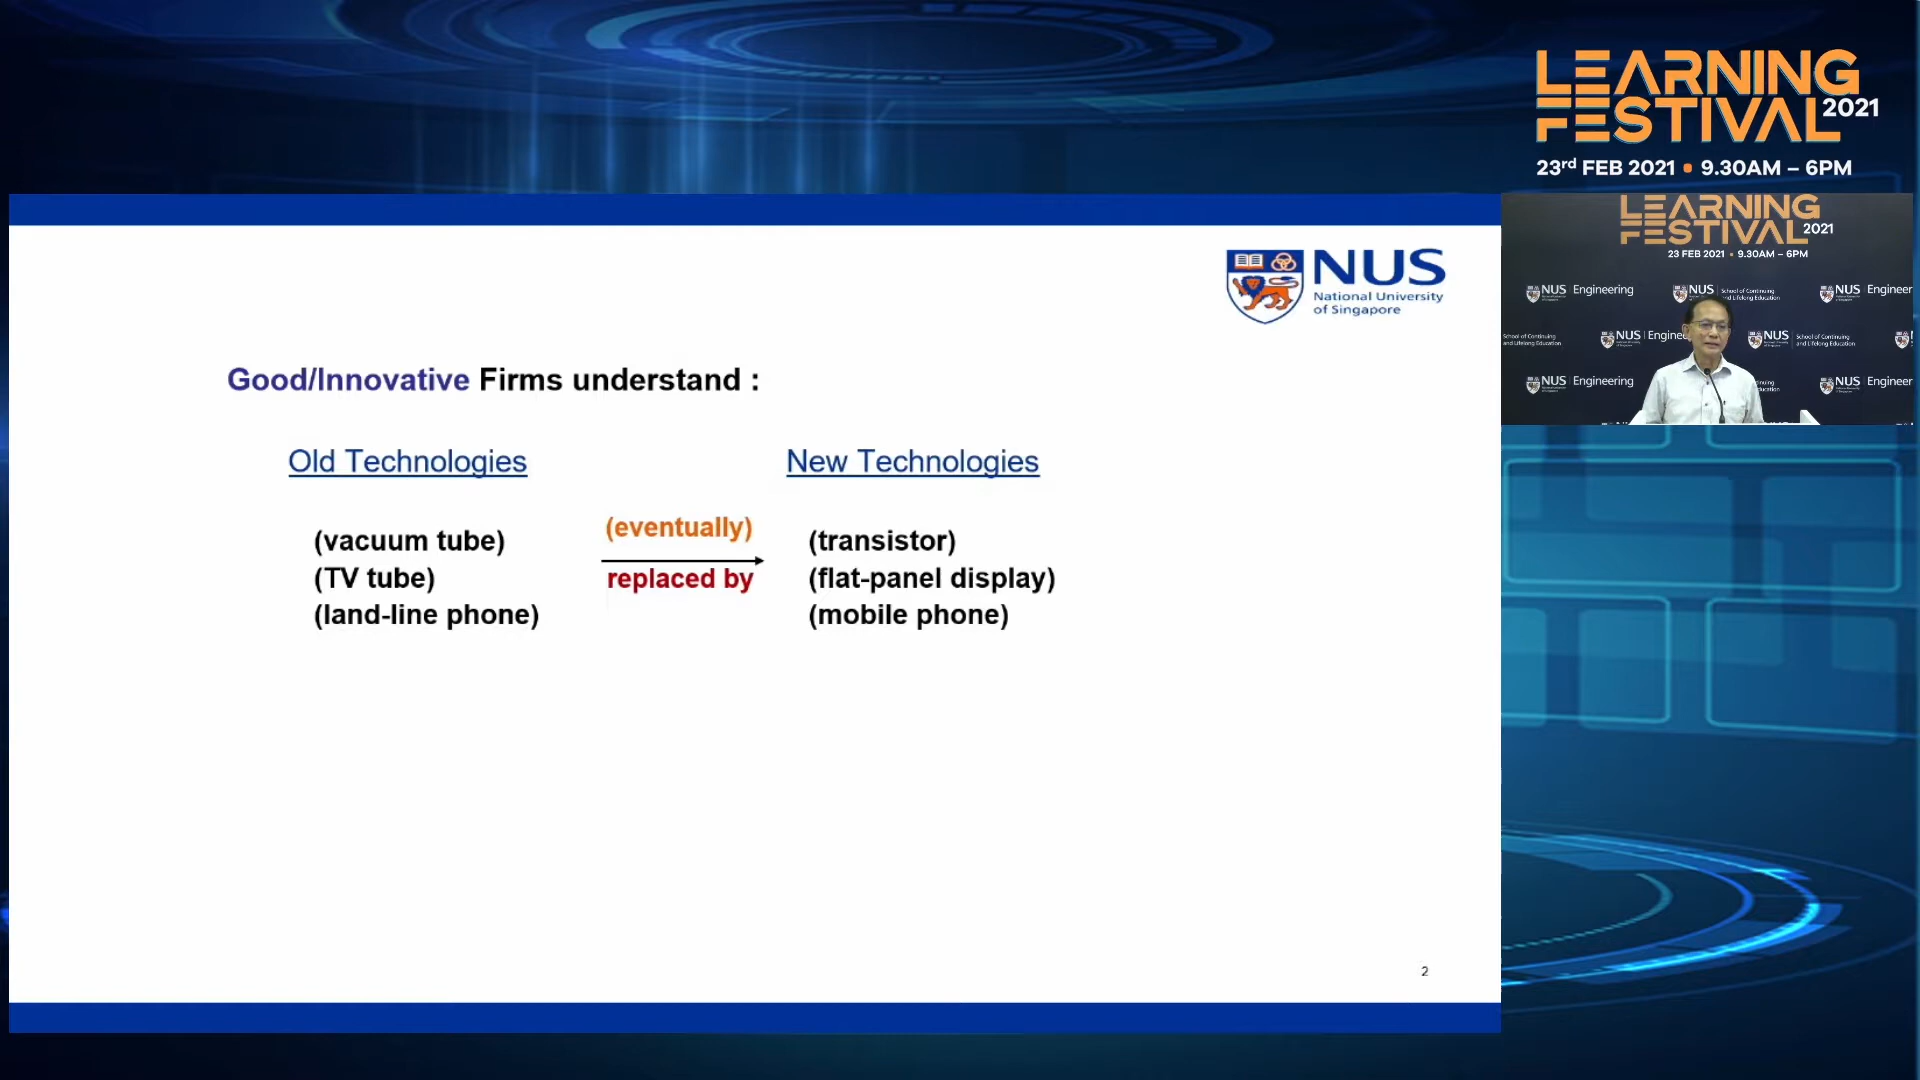 LEARNING
FESTIVAL 2021
23rd FEB 2021 • 9.30AM – 6PM
LEARNING
FESTIVAL 2021
23 FEB 2021 • 9.30AM – 6PM
NUS Engineering
NUS School of Continuing
and Lifelong Education
NUS Engineer
School of Continuing
and Lifelong Education
NUS Engine
NUS School of Continuing
and Lifelong Education
NUS Engineering
NUS Engineer
NUS
National University
of Singapore
Good/Innovative Firms understand :
Old Technologies
New Technologies
(vacuum tube)
(TV tube)
(land-line phone)
(eventually)
replaced by
(transistor)
(flat-panel display)
(mobile phone)
2